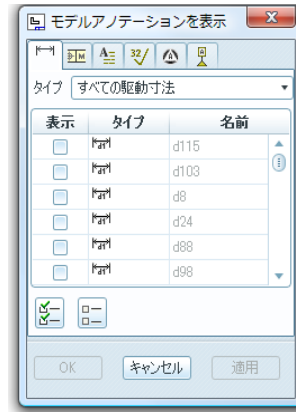 モデルアノテーションを表示
タイプ すべての駆動寸法
表示 タイプ 名前
d115
d103
d8
d24
d88
d98
OK キャンセル 適用